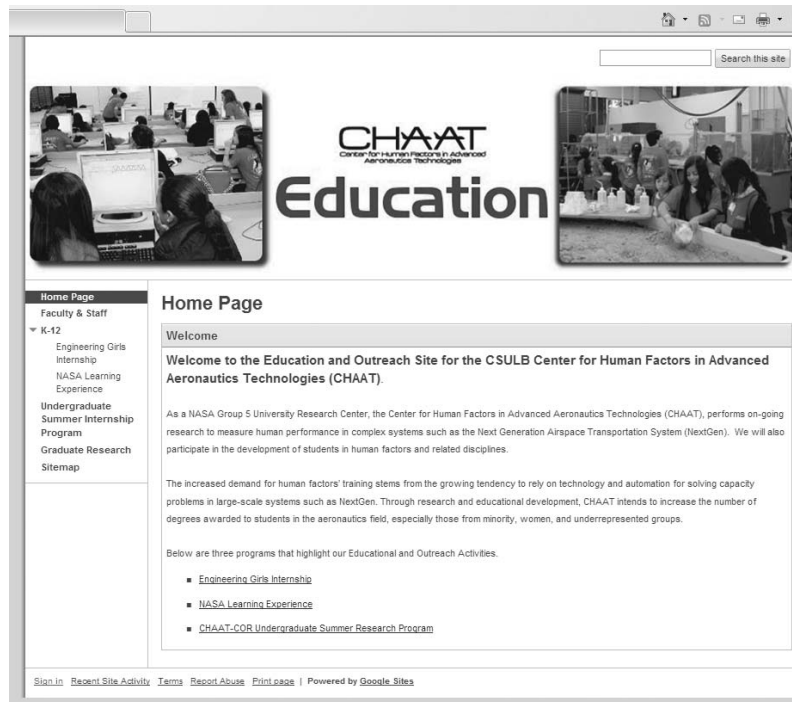 Search this site
CHAAT
Center for Human Factors in Advanced
Aeronautics Technologies
Education
Home Page
Faculty & Staff
K-12
Engineering Girls
Internship
NASA Learning
Experience
Undergraduate
Summer Internship
Program
Graduate Research
Sitemap
Home Page
Welcome
Welcome to the Education and Outreach Site for the CSULB Center for Human Factors in Advanced
Aeronautics Technologies (CHAAT).
As a NASA Group 5 University Research Center, the Center for Human Factors in Advanced Aeronautics Technologies (CHAAT), performs on-going
research to measure human performance in complex systems such as the Next Generation Airspace Transportation System (NextGen). We will also
participate in the development of students in human factors and related disciplines.
The increased demand for human factors' training stems from the growing tendency to rely on technology and automation for solving capacity
problems in large-scale systems such as NextGen. Through research and educational development, CHAAT intends to increase the number of
degrees awarded to students in the aeronautics field, especially those from minority, women, and underrepresented groups.
Below are three programs that highlight our Educational and Outreach Activities.
Engineering Girls Internship
NASA Learning Experience
CHAAT-COR Undergraduate Summer Research Program
Sign in Recent Site Activity Terms Report Abuse Print page | Powered by Google Sites